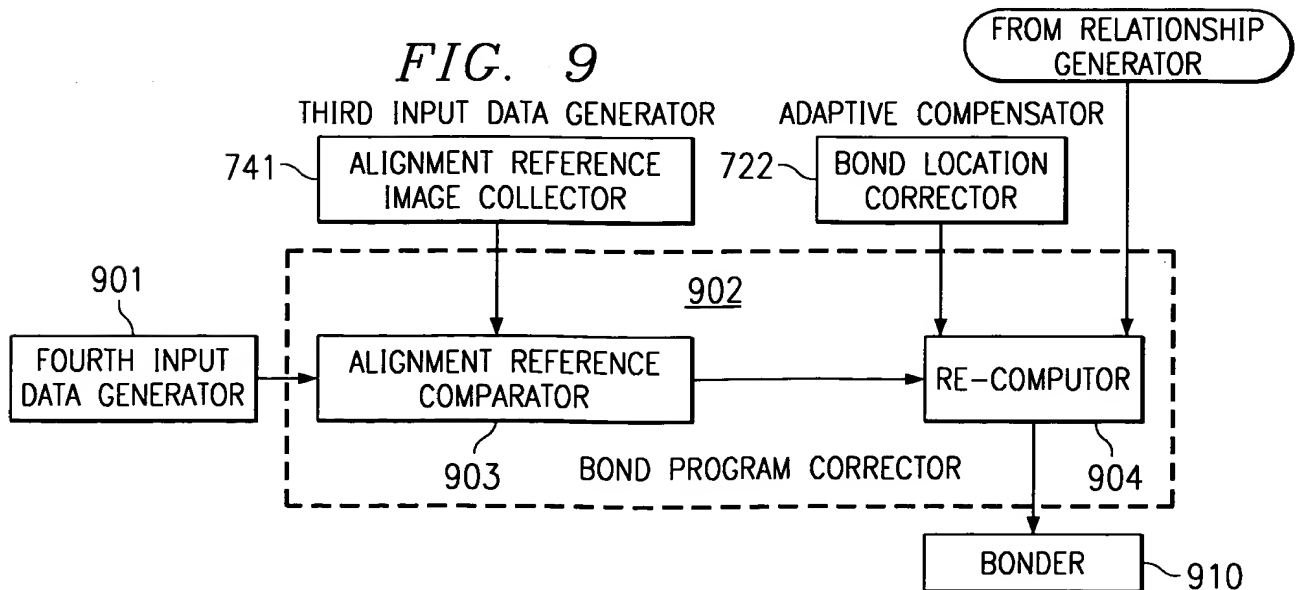 FROM RELATIONSHIP
GENERATOR
FIG. 9
THIRD INPUT DATA GENERATOR
ADAPTIVE COMPENSATOR
741
ALIGNMENT REFERENCE
IMAGE COLLECTOR
722
BOND LOCATION
CORRECTOR
901
902
FOURTH INPUT
DATA GENERATOR
ALIGNMENT REFERENCE
COMPARATOR
RE-COMPUTOR
903
BOND PROGRAM CORRECTOR
904
BONDER
910